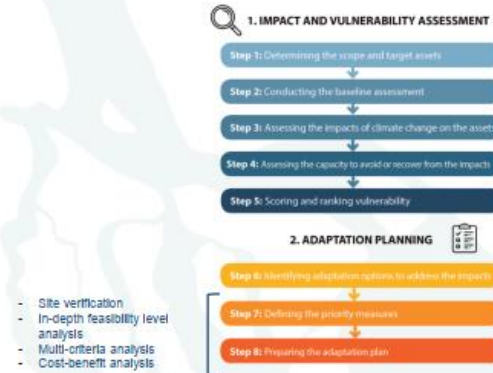 1. IMPACT AND VULNERABILITY ASSESSMENT
Step 1: Determining the scope and target assets
Step 2: Conducting the baseline assessment
Step 3: Assessing the impacts of climate change on the assets
Step 4: Assessing the capacity to avoid or recover from the impacts
Step 5: Scoring and ranking vulnerability
2. ADAPTATION PLANNING
Step 6: Identifying adaptation options to address the impacts
Step 7: Defining the priority measures
Step 8: Preparing the adaptation plan
- Site verification
- In-depth feasibility level
analysis
- Multi-criteria analysis
- Cost-benefit analysis